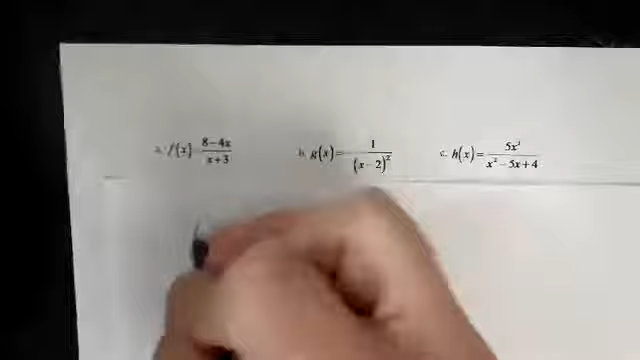 a. f(x) = (8-4x)/(x+3)
b. g(x) = 1/(x-2)²
c. h(x) = 5x²/(x²-5x+4)